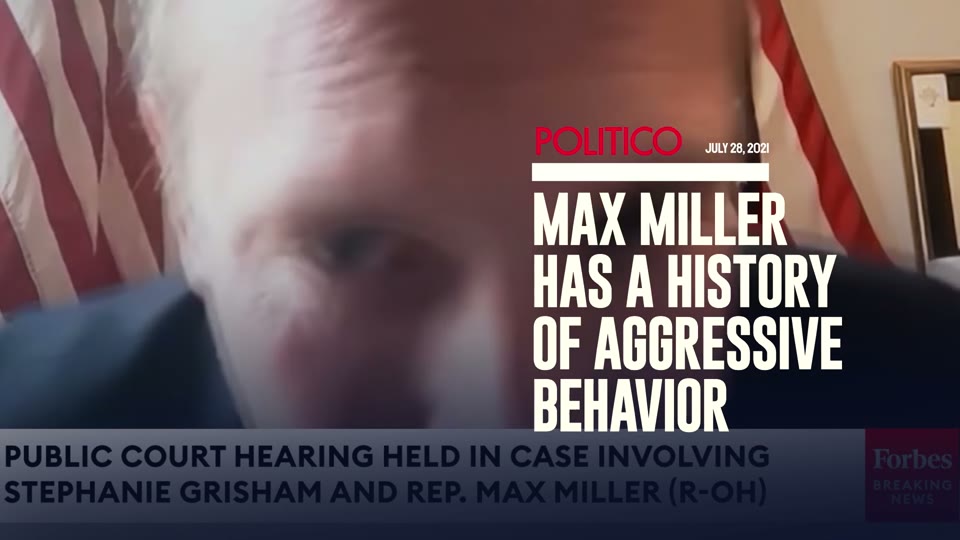 POLITICO JULY 28, 2021
MAX MILLER
HAS A HISTORY
OF AGGRESSIVE
BEHAVIOR
PUBLIC COURT HEARING HELD IN CASE INVOLVING
STEPHANIE GRISHAM AND REP. MAX MILLER (R-OH)
Forbes
BREAKING
NEWS